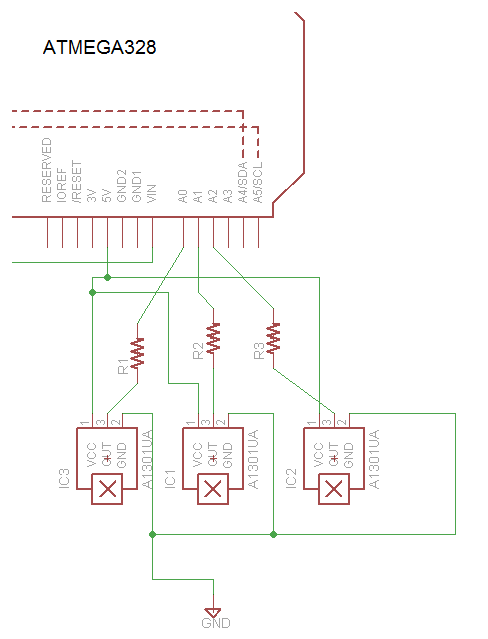 ATMEGA328
RESERVED
IOREF
/RESET
3V
5V
GND2
GND1
VIN
A0
A1
A2
A3
A4/SDA
A5/SCL
R1
R2
R3
1
3
2
VCC
OUT
GND
IC3
A1301UA
1
3
2
VCC
OUT
GND
IC1
A1301UA
1
3
2
VCC
OUT
GND
IC2
A1301UA
GND